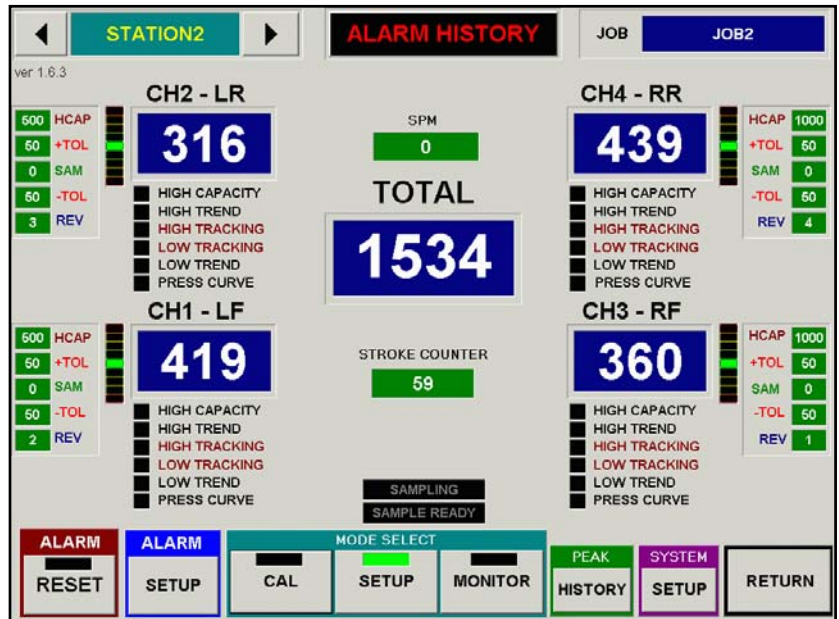 STATION2
ALARM HISTORY
JOB
JOB2
ver 1.6.3
CH2 - LR
500 HCAP
50 +TOL
0 SAM
50 -TOL
3 REV
316
HIGH CAPACITY
HIGH TREND
HIGH TRACKING
LOW TRACKING
LOW TREND
PRESS CURVE
SPM
0
TOTAL
1534
CH4 - RR
439
HCAP 1000
+TOL 50
SAM 0
-TOL 50
REV 4
HIGH CAPACITY
HIGH TREND
HIGH TRACKING
LOW TRACKING
LOW TREND
PRESS CURVE
CH1 - LF
500 HCAP
50 +TOL
0 SAM
50 -TOL
2 REV
419
HIGH CAPACITY
HIGH TREND
HIGH TRACKING
LOW TRACKING
LOW TREND
PRESS CURVE
STROKE COUNTER
59
SAMPLING
SAMPLE READY
CH3 - RF
360
HCAP 1000
+TOL 50
SAM 0
-TOL 50
REV 1
HIGH CAPACITY
HIGH TREND
HIGH TRACKING
LOW TRACKING
LOW TREND
PRESS CURVE
ALARM
RESET
ALARM
SETUP
MODE SELECT
CAL
SETUP
MONITOR
PEAK
HISTORY
SYSTEM
SETUP
RETURN